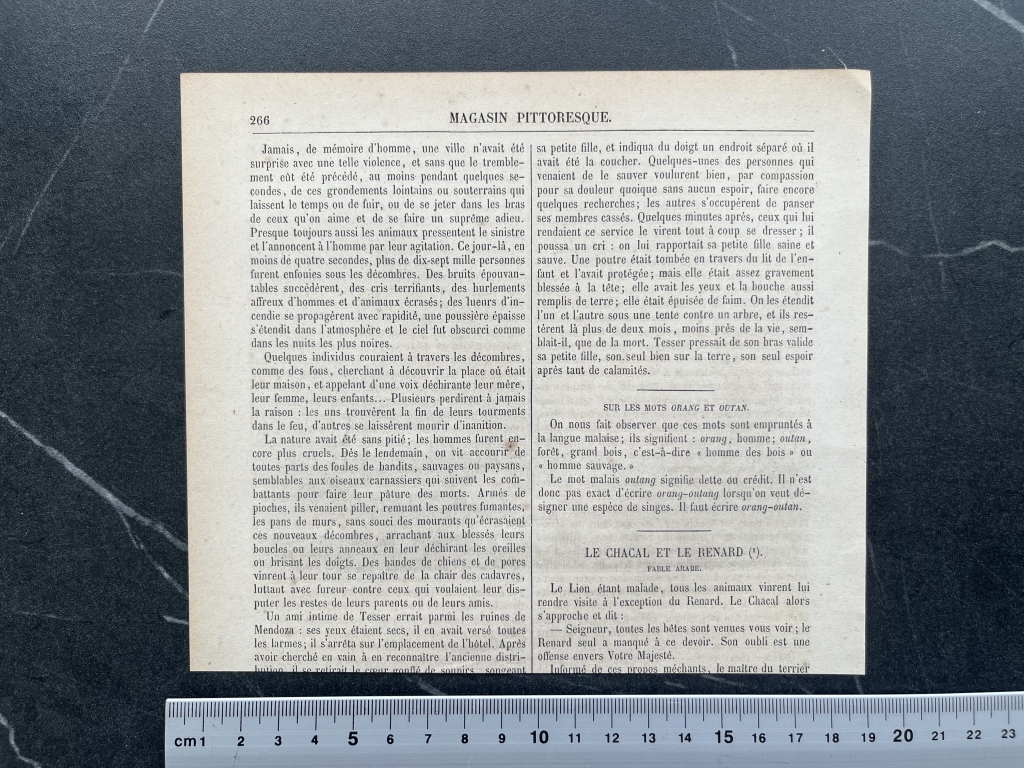 266
MAGASIN PITTORESQUE.
Jamais, de mémoire d'homme, une ville n'avait été
surprise avec une telle violence, et sans que le tremble-
ment eût été précédé, au moins pendant quelques se-
condes, de ces grondements lointains ou souterrains qui
laissent le temps ou de fuir, ou de se jeter dans les bras
de ceux qu'on aime et de se faire un suprême adieu.
Presque toujours aussi les animaux pressentent le sinistre
et l'annoncent à l'homme par leur agitation. Ce jour-là, en
moins de quatre secondes, plus de dix-sept mille personnes
furent enfouies sous les décombres. Des bruits épouvan-
tables succédèrent, des cris terrifiants, des hurlements
affreux d'hommes et d'animaux écrasés; des lueurs d'in-
cendie se propagèrent avec rapidité, une poussière épaisse
s'étendit dans l'atmosphère et le ciel fut obscurci comme
dans les nuits les plus noires.
Quelques individus couraient à travers les décombres,
comme des fous, cherchant à découvrir la place où était
leur maison, et appelant d'une voix déchirante leur mère,
leur femme, leurs enfants... Plusieurs perdirent à jamais
la raison : les uns trouvèrent la fin de leurs tourments
dans le feu, d'autres se laissèrent mourir d'inanition.
La nature avait été sans pitié; les hommes furent en-
core plus cruels. Dès le lendemain, on vit accourir de
toutes parts des foules de bandits, sauvages ou paysans,
semblables aux oiseaux carnassiers qui suivent les com-
battants pour faire leur pâture des morts. Armés de
pioches, ils venaient piller, remuant les poutres fumantes,
les pans de murs, sans souci des mourants qu'écrasaient
ces nouveaux décombres, arrachant aux blessés leurs
boucles ou leurs anneaux en leur déchirant les oreilles
ou brisant les doigts. Des bandes de chiens et de porcs
vinrent à leur tour se repaître de la chair des cadavres,
luttant avec fureur contre ceux qui voulaient leur dis-
puter les restes de leurs parents ou de leurs amis.
Un ami intime de Tesser errait parmi les ruines de
Mendoza : ses yeux étaient secs, il en avait versé toutes
les larmes; il s'arrêta sur l'emplacement de l'hôtel. Après
avoir cherché en vain à en reconnaître l'ancienne distri-
bution, il se retirait le cœur gonflé de soupirs, songeant
sa petite fille, et indiqua du doigt un endroit séparé où il
avait été la coucher. Quelques-unes des personnes qui
venaient de le sauver voulurent bien, par compassion
pour sa douleur quoique sans aucun espoir, faire encore
quelques recherches; les autres s'occupèrent de panser
ses membres cassés. Quelques minutes après, ceux qui lui
rendaient ce service le virent tout à coup se dresser; il
poussa un cri : on lui rapportait sa petite fille saine et
sauve. Une poutre était tombée en travers du lit de l'en-
fant et l'avait protégée; mais elle était assez gravement
blessée à la tête; elle avait les yeux et la bouche aussi
remplis de terre; elle était épuisée de faim. On les étendit
l'un et l'autre sous une tente contre un arbre, et ils res-
tèrent là plus de deux mois, moins près de la vie, sem-
blait-il, que de la mort. Tesser pressait de son bras valide
sa petite fille, son seul bien sur la terre, son seul espoir
après tant de calamités.
SUR LES MOTS ORANG ET OUTAN.
On nous fait observer que ces mots sont empruntés à
la langue malaise; ils signifient : orang, homme; outan,
forêt, grand bois, c'est-à-dire « homme des bois » ou
« homme sauvage. »
Le mot malais outang signifie dette ou crédit. Il n'est
donc pas exact d'écrire orang-outang lorsqu'on veut dé-
signer une espèce de singes. Il faut écrire orang-outan.
LE CHACAL ET LE RENARD (¹).
FABLE ARABE.
Le Lion étant malade, tous les animaux vinrent lui
rendre visite à l'exception du Renard. Le Chacal alors
s'approche et dit :
— Seigneur, toutes les bêtes sont venues vous voir; le
Renard seul a manqué à ce devoir. Son oubli est une
offense envers Votre Majesté.
Informé de ces propos méchants, le maître du terrier
cm 1 2 3 4 5 6 7 8 9 10 11 12 13 14 15 16 17 18 19 20 21 22 23